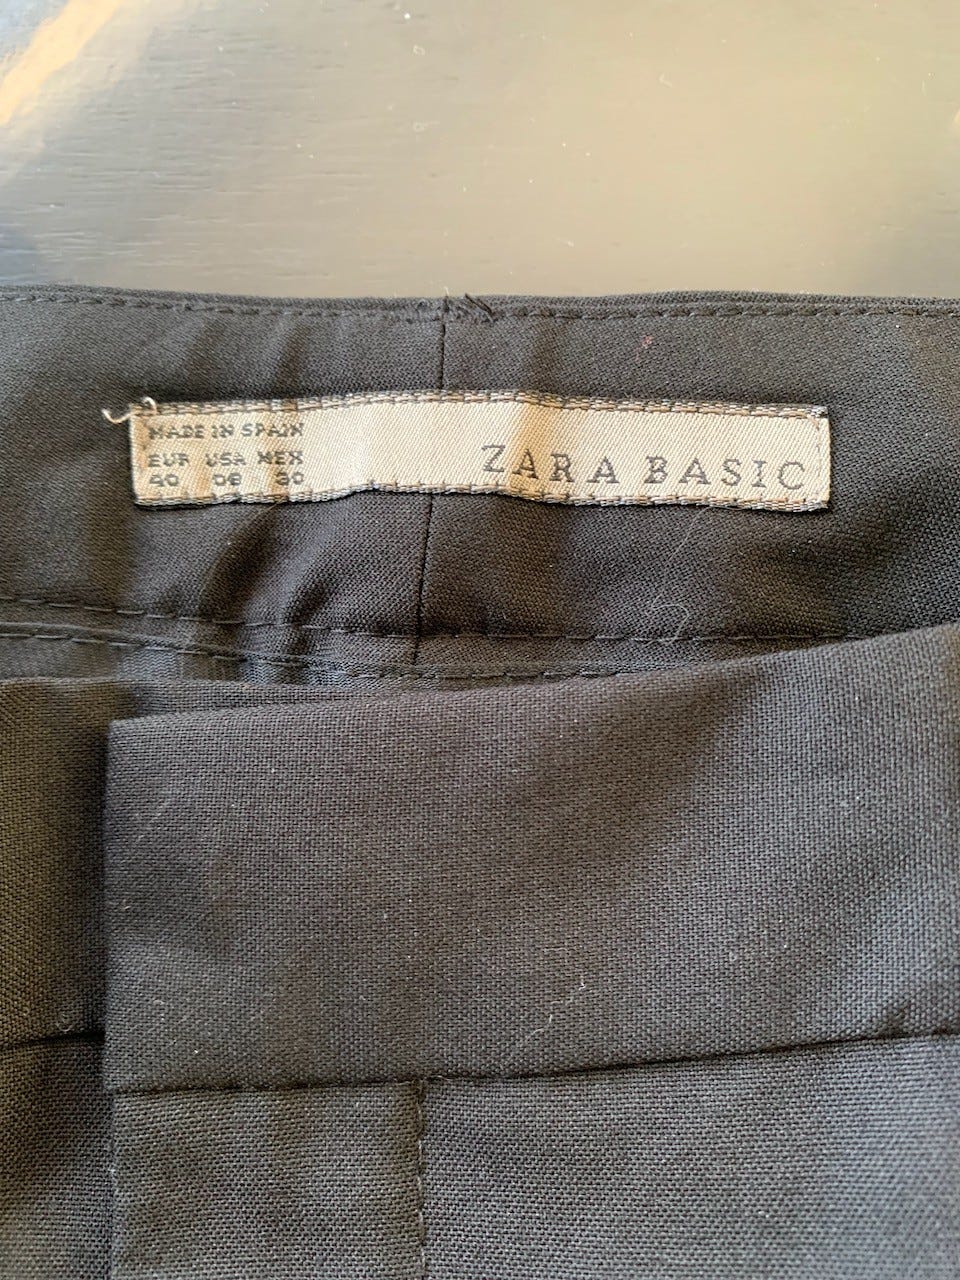 MADE IN SPAIN
EUR USA MEX
40 08 30
ZARA BASIC